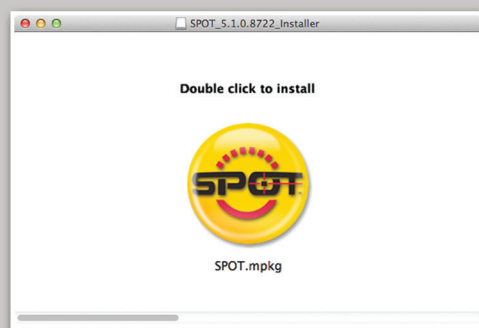 SPOT_5.1.0.8722_Installer
Double click to install
SPOT
SPOT.mpkg